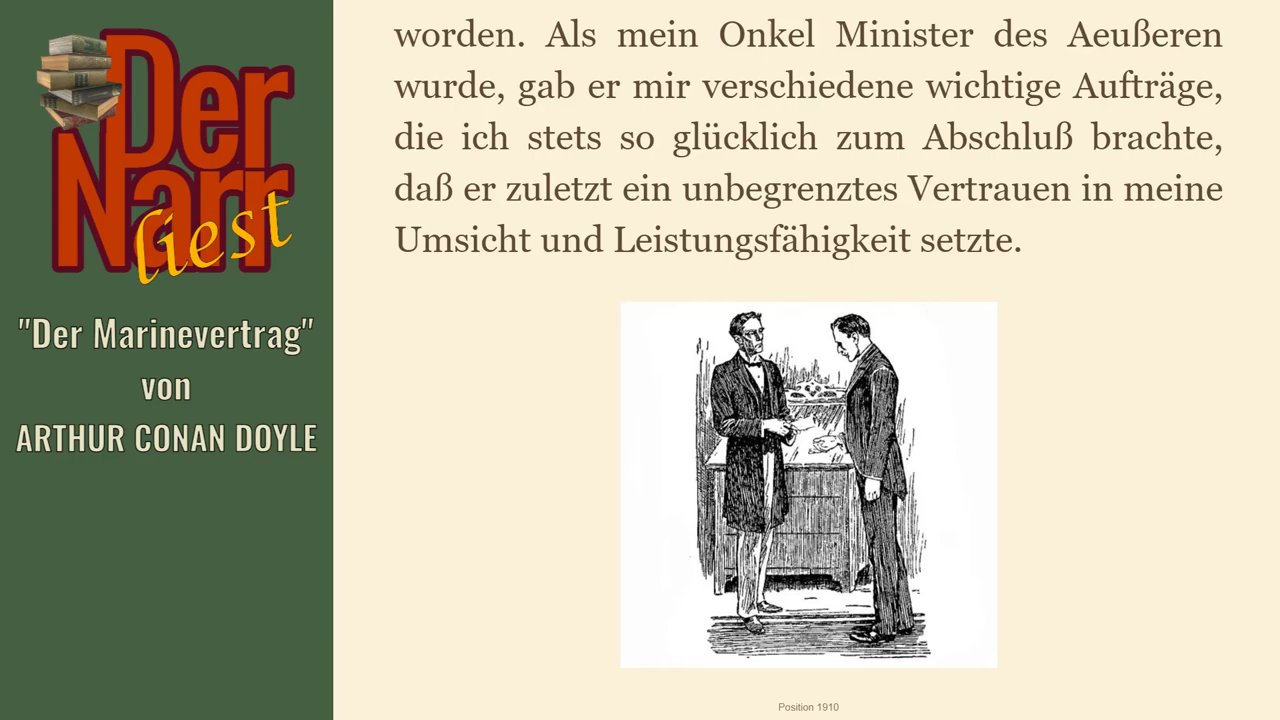 Der
Narr
liest
"Der Marinevertrag"
von
ARTHUR CONAN DOYLE
worden. Als mein Onkel Minister des Aeußeren
wurde, gab er mir verschiedene wichtige Aufträge,
die ich stets so glücklich zum Abschluß brachte,
daß er zuletzt ein unbegrenztes Vertrauen in meine
Umsicht und Leistungsfähigkeit setzte.
Position 1910